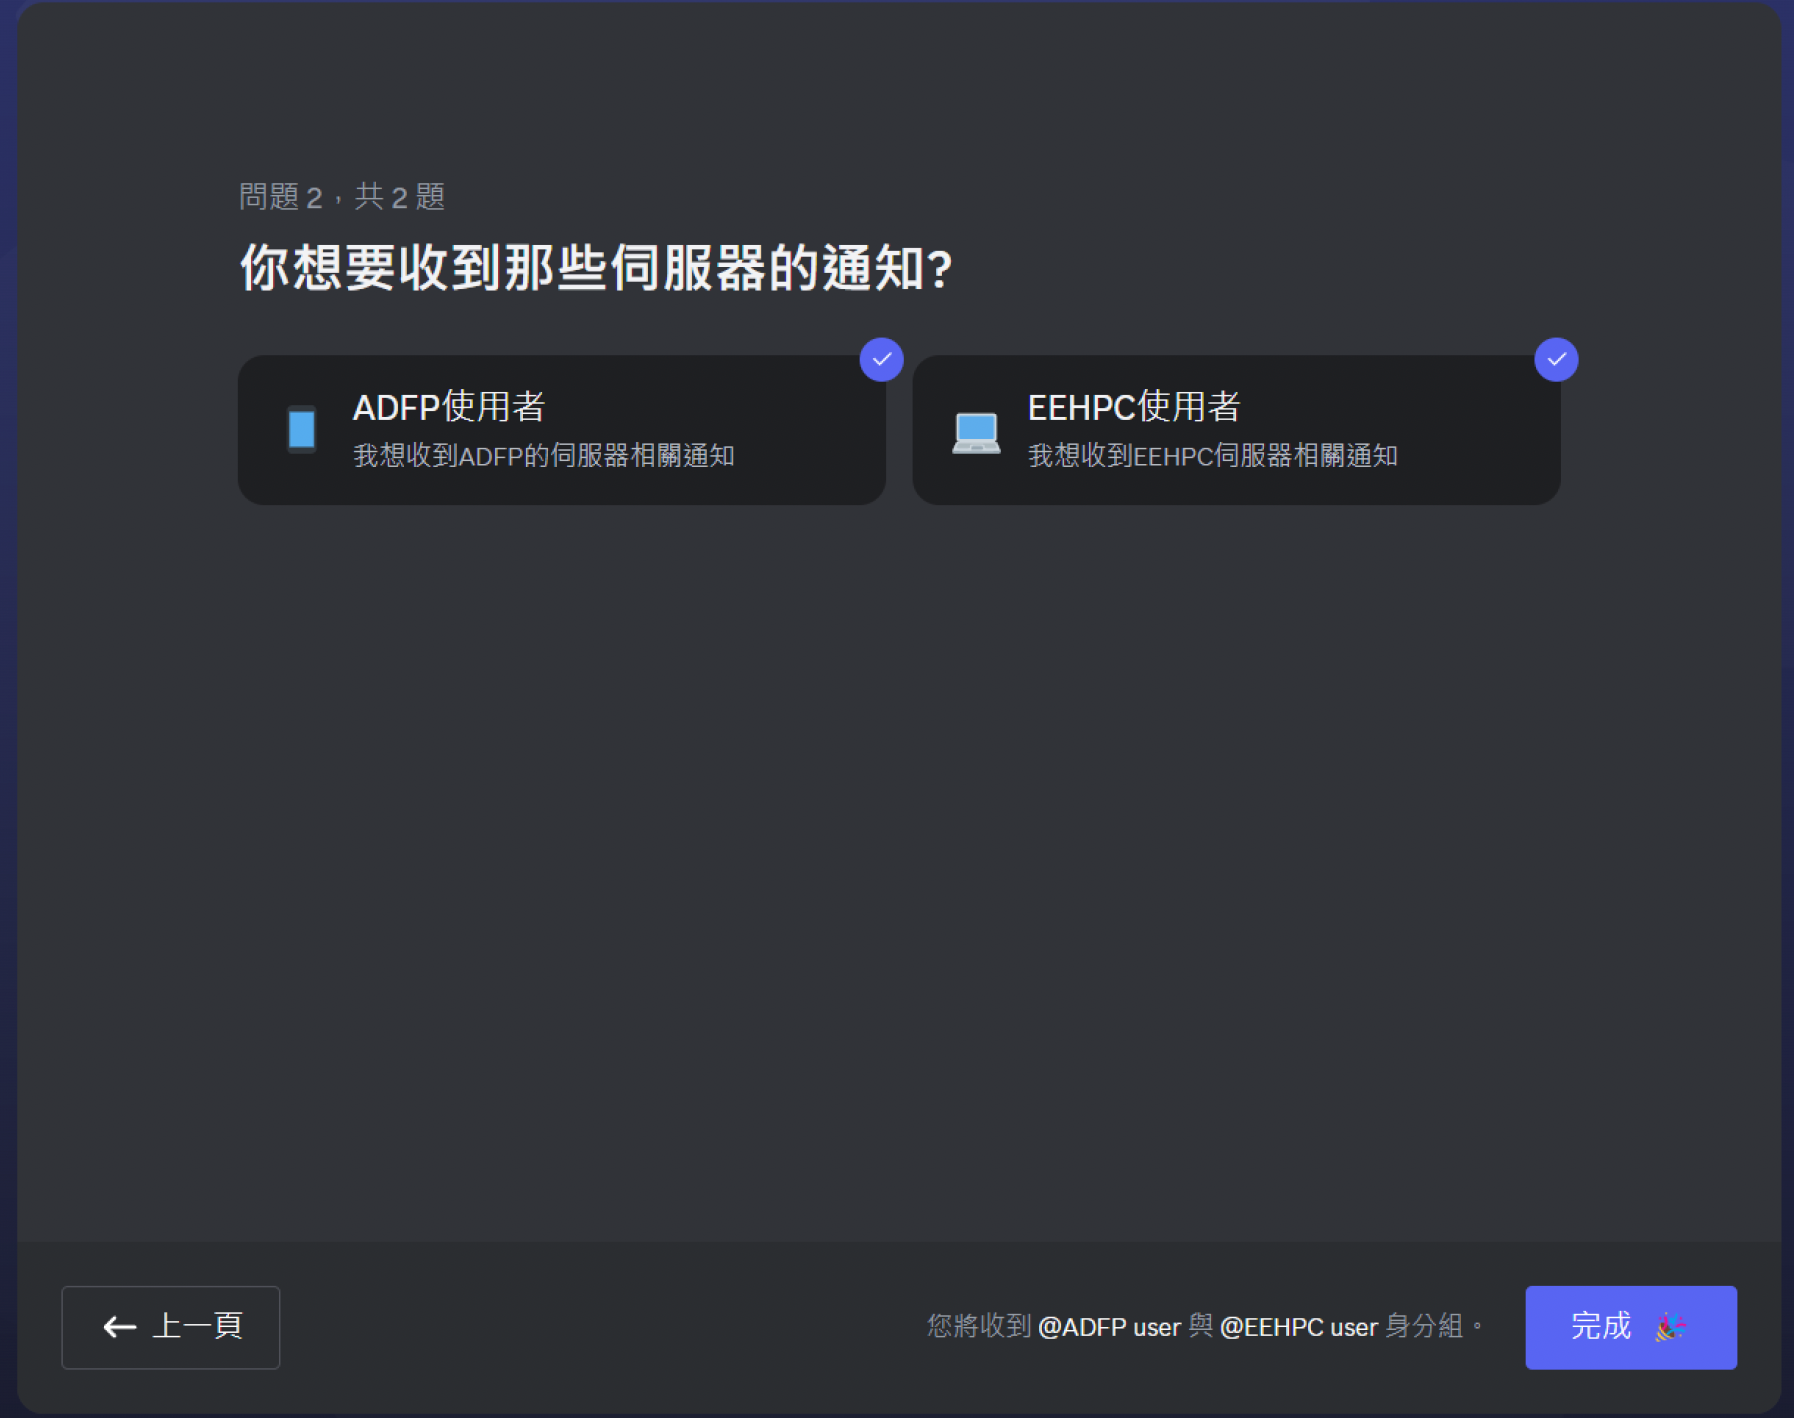 問題 2，共 2 題
你想要收到那些伺服器的通知?
ADFP使用者
我想收到ADFP的伺服器相關通知
EEHPC使用者
我想收到EEHPC伺服器相關通知
上一頁
您將收到 @ADFP user 與 @EEHPC user 身分組。
完成